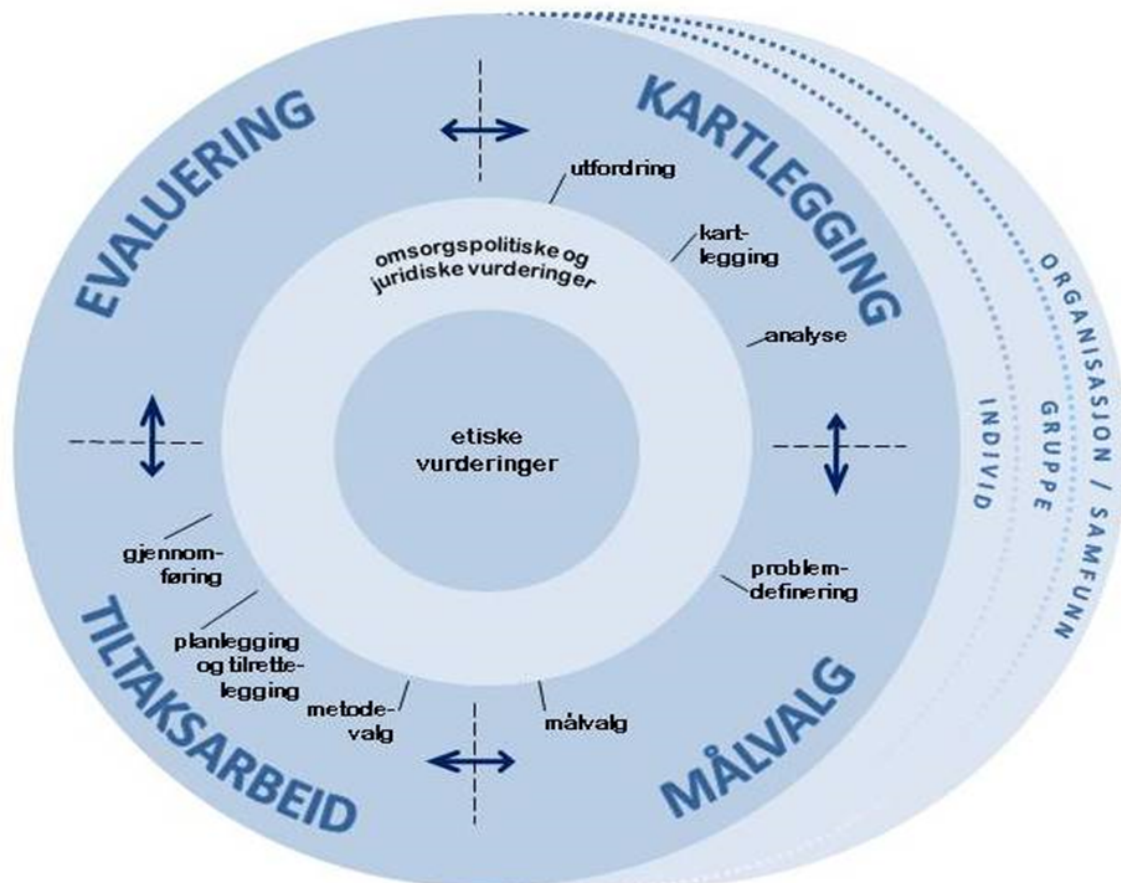 EVALUERING
KARTLEGGING
utfordring
kart-
legging
analyse
omsorgspolitiske og
juridiske vurderinger
etiske
vurderinger
INDIVID
GRUPPE
ORGANISASJON / SAMFUNN
problem-
definering
målvalg
MÅLVALG
metode-
valg
planlegging
og tilrette-
legging
gjennom-
føring
TILTAKSARBEID